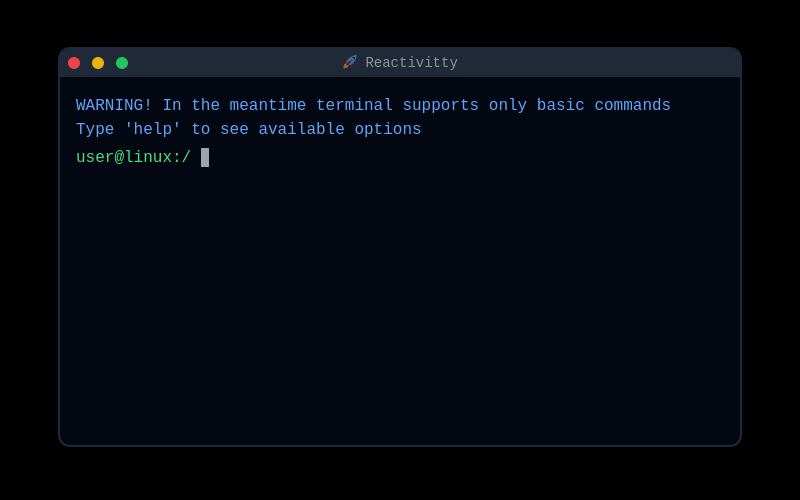 🚀 Reactivitty
WARNING! In the meantime terminal supports only basic commands
Type 'help' to see available options
user@linux:/